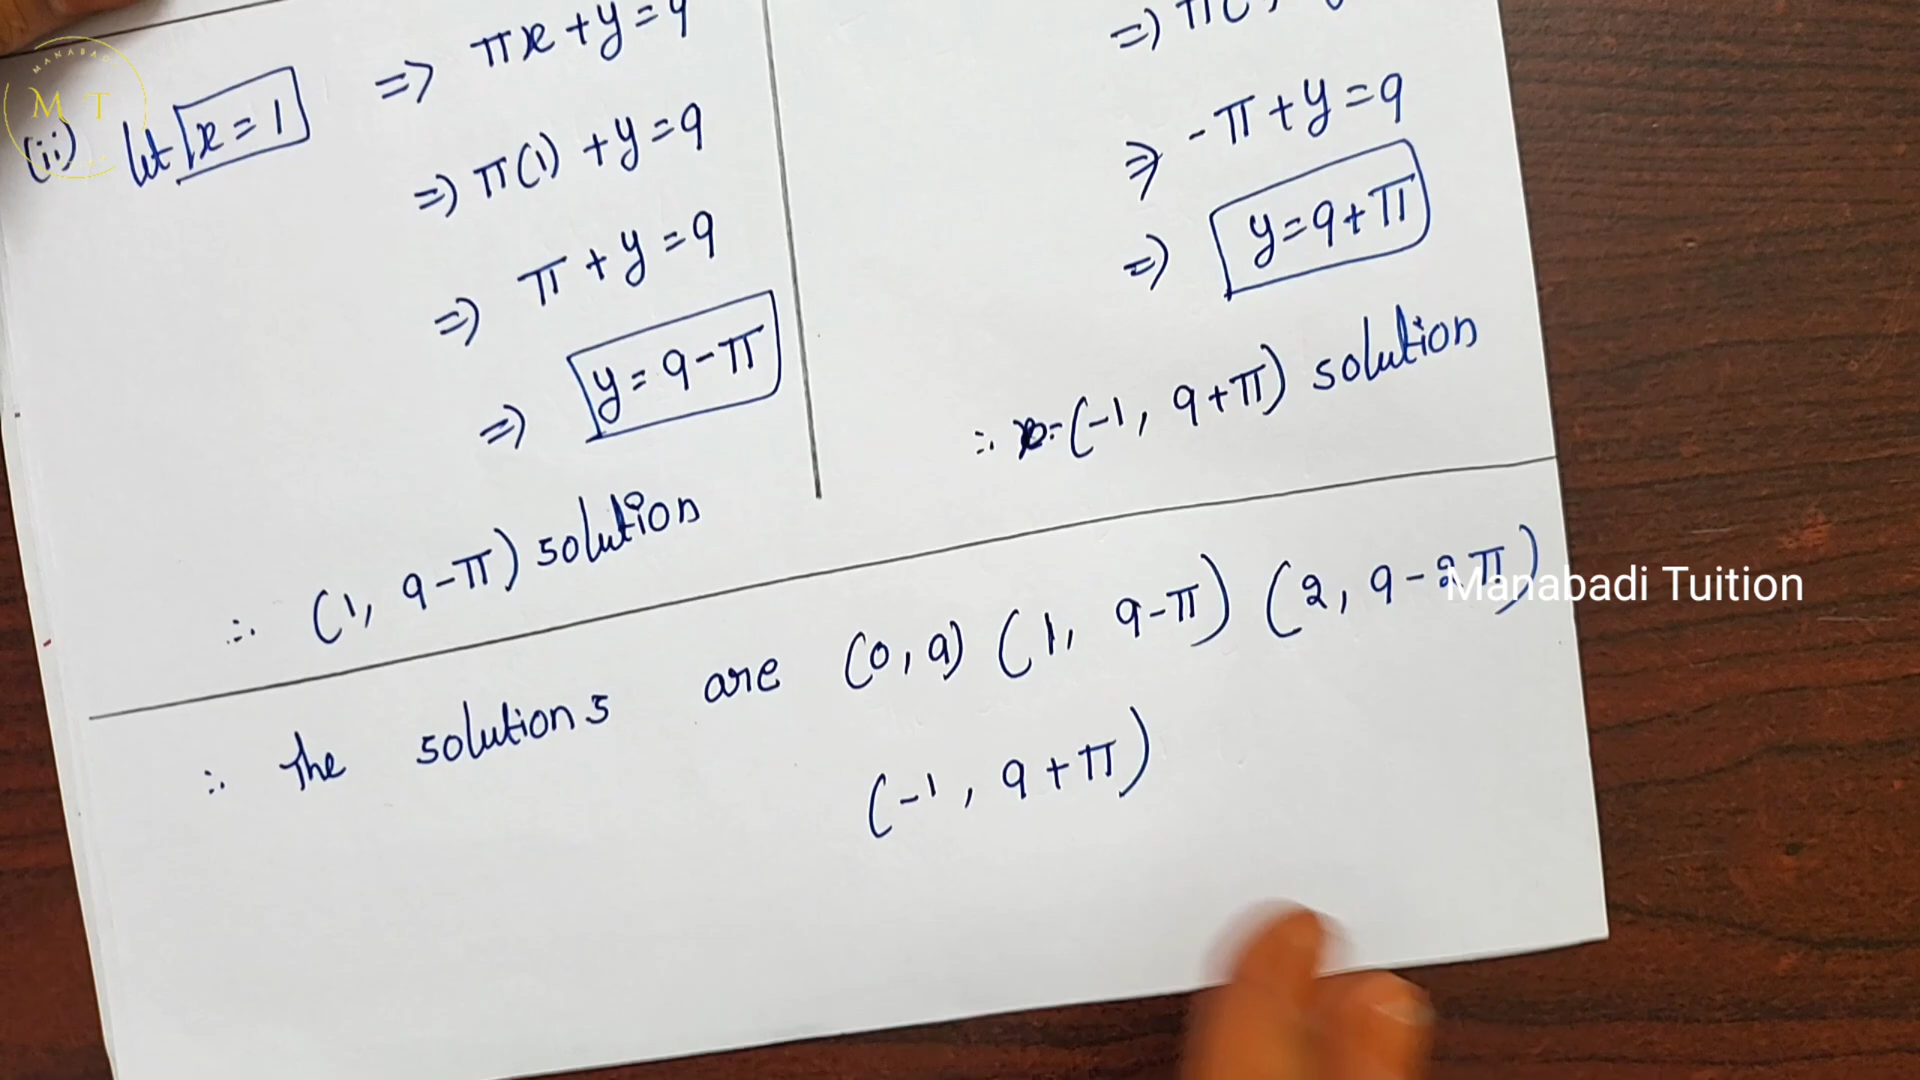 MANABADI
M T
(ii) let x = 1 => πx + y = 9
=> π(1) + y = 9
=> π + y = 9
=> y = 9 - π
∴ (1, 9-π) solution
=> π(
=> -π + y = 9
=> y = 9 + π
∴ (-1, 9+π) solution
∴ The solutions are (0, 9) (1, 9-π) (2, 9-2π)
(-1, 9+π)
Manabadi Tuition